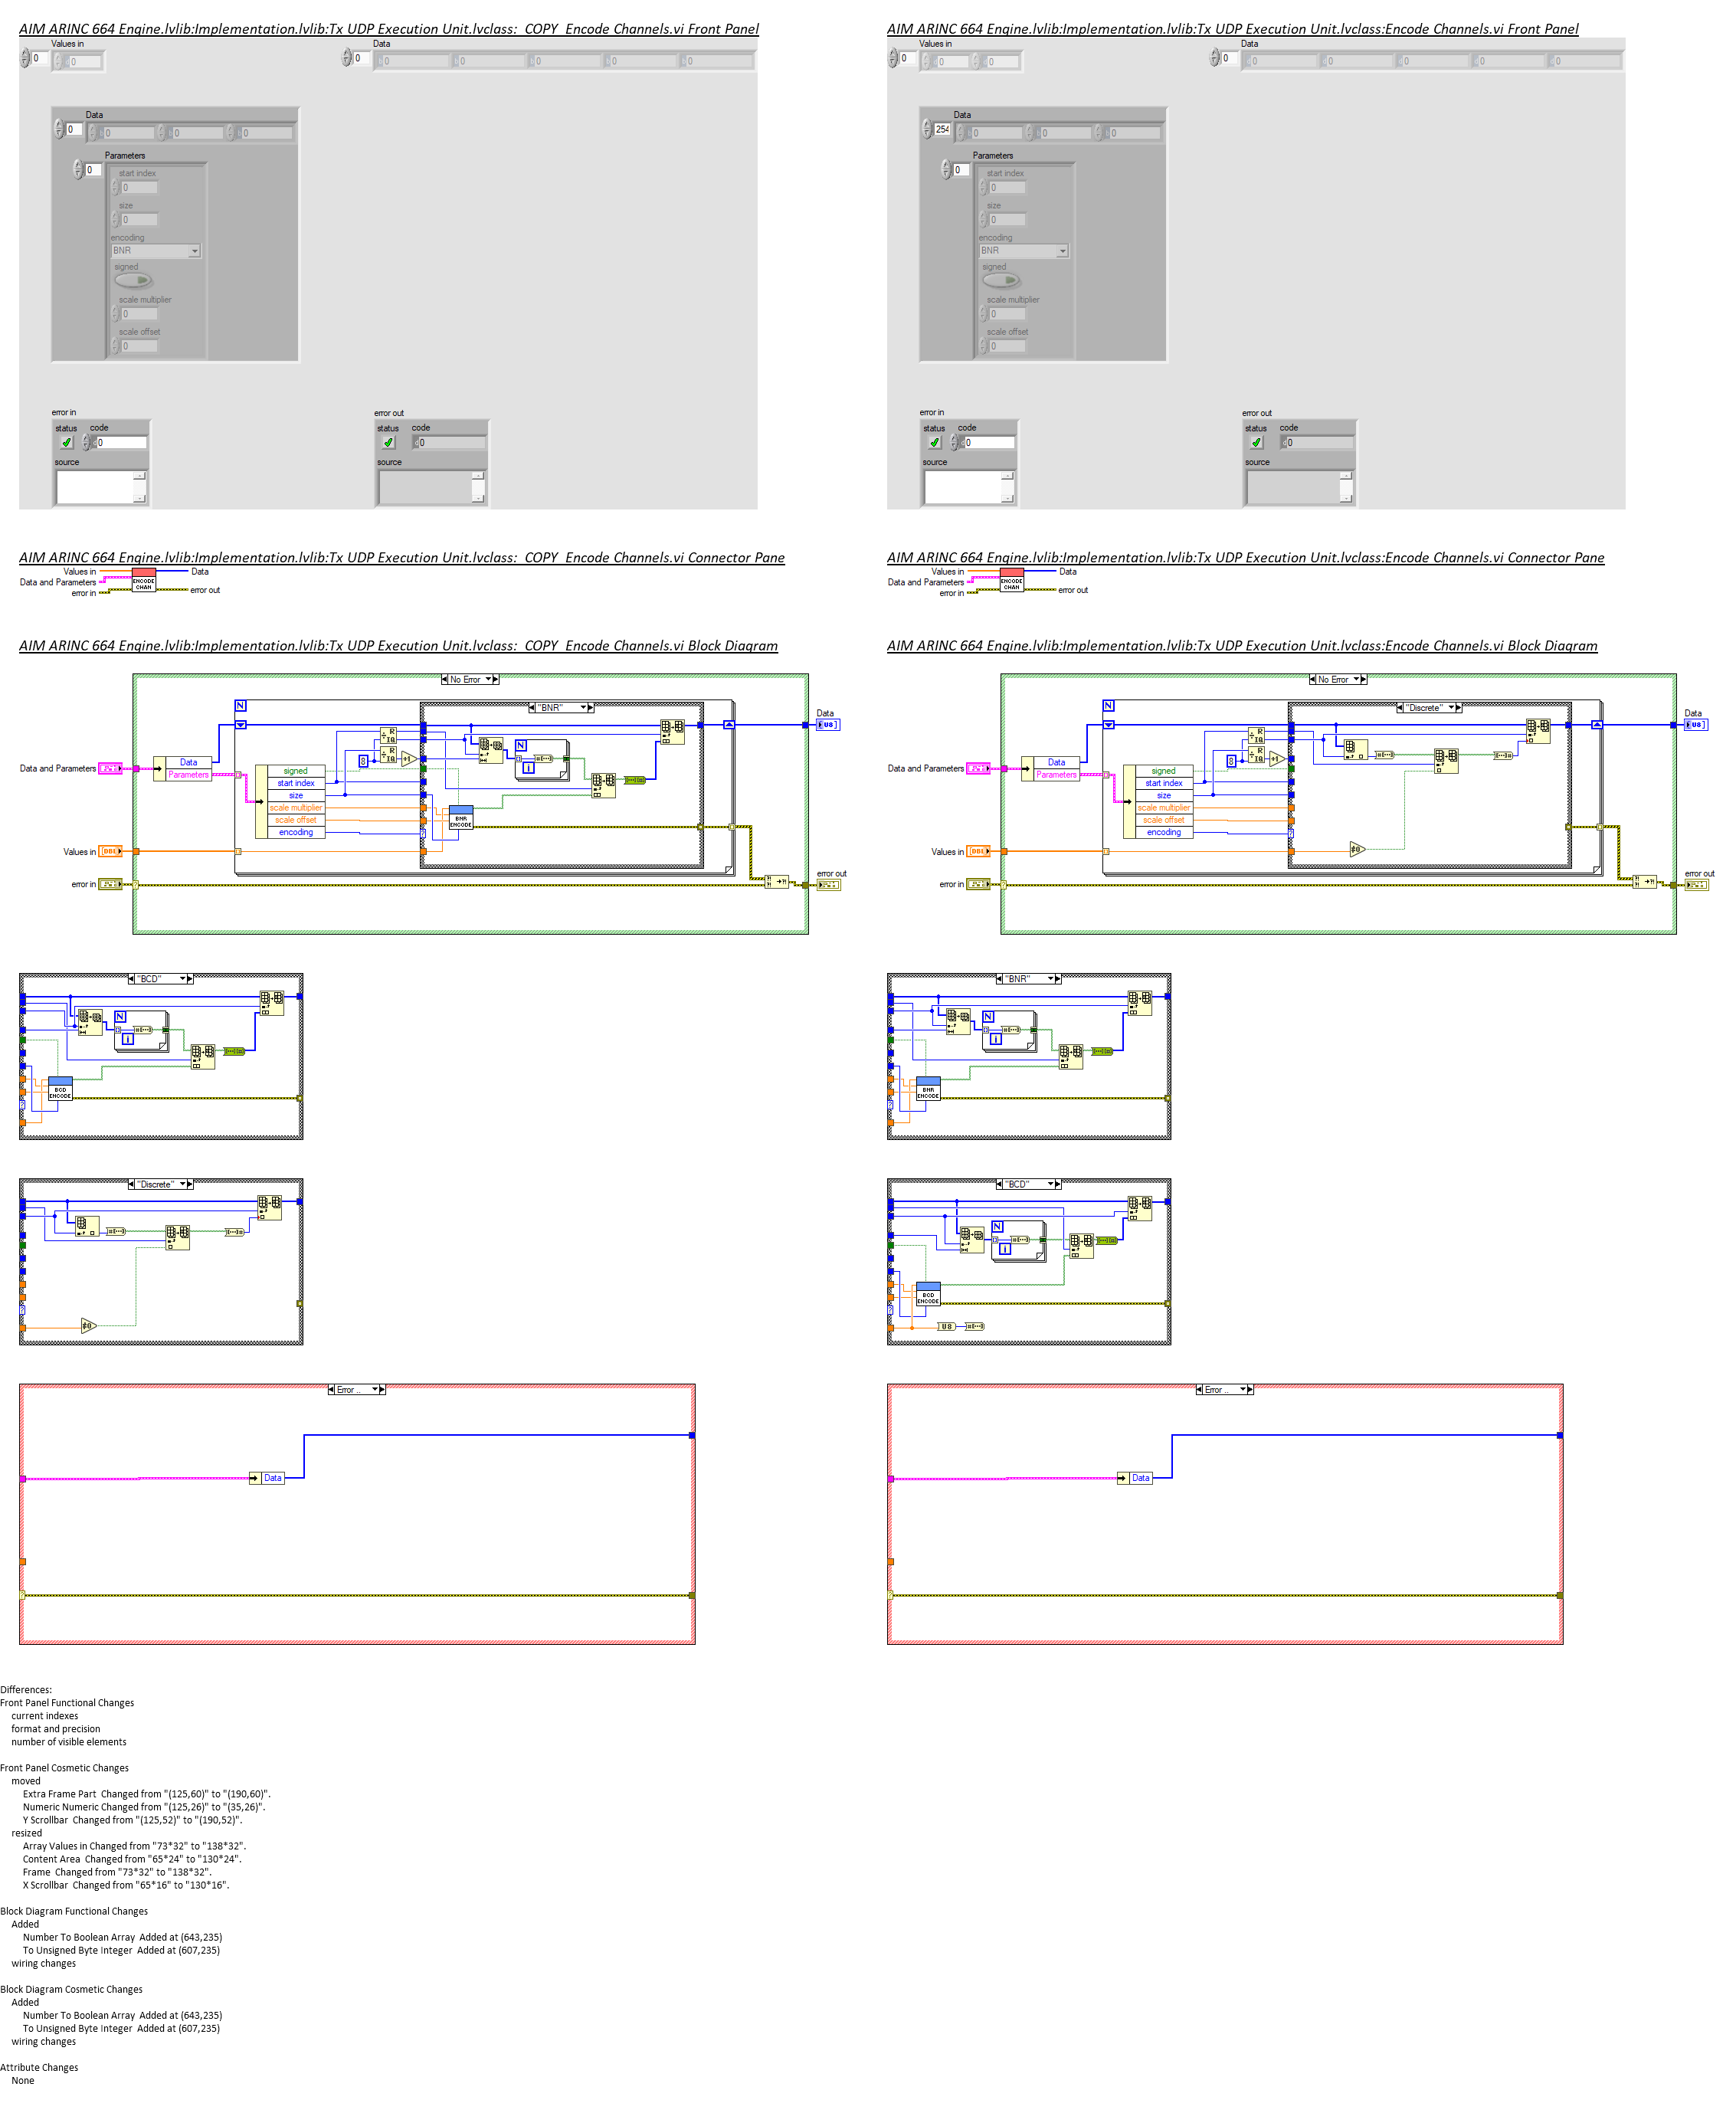 AIM ARINC 664 Engine.lvlib:Implementation.lvlib:Tx UDP Execution Unit.lvclass:  COPY  Encode Channels.vi Front Panel
Values in
0
0
Data
0
0 0 0 0 0
Data
0
0 0 0
Parameters
0
start index
0
size
0
encoding
BNR
signed
scale multiplier
0
scale offset
0
error in
status code
0
source
error out
status code
0
source
AIM ARINC 664 Engine.lvlib:Implementation.lvlib:Tx UDP Execution Unit.lvclass:Encode Channels.vi Front Panel
Values in
0
0 0
Data
0
0 0 0 0 0
Data
254
0 0 0
Parameters
0
start index
0
size
0
encoding
BNR
signed
scale multiplier
0
scale offset
0
error in
status code
0
source
error out
status code
0
source
AIM ARINC 664 Engine.lvlib:Implementation.lvlib:Tx UDP Execution Unit.lvclass:  COPY  Encode Channels.vi Connector Pane
Values in
Data and Parameters
error in
ENCODE
CHAN
Data
error out
AIM ARINC 664 Engine.lvlib:Implementation.lvlib:Tx UDP Execution Unit.lvclass:Encode Channels.vi Connector Pane
Values in
Data and Parameters
error in
ENCODE
CHAN
Data
error out
AIM ARINC 664 Engine.lvlib:Implementation.lvlib:Tx UDP Execution Unit.lvclass:  COPY  Encode Channels.vi Block Diagram
No Error
N
"BNR"
Data
U8
R
IQ
R
IQ
8
+1
N
i
Data and Parameters
Data
Parameters
signed
start index
size
scale multiplier
scale offset
encoding
BNR
ENCODE
Values in
DBL
error in
error out
AIM ARINC 664 Engine.lvlib:Implementation.lvlib:Tx UDP Execution Unit.lvclass:Encode Channels.vi Block Diagram
No Error
N
"Discrete"
Data
U8
R
IQ
R
IQ
8
+1
Data and Parameters
Data
Parameters
signed
start index
size
scale multiplier
scale offset
encoding
≠0
Values in
DBL
error in
error out
"BCD"
N
i
BCD
ENCODE
"BNR"
N
i
BNR
ENCODE
"Discrete"
≠0
"BCD"
N
i
BCD
ENCODE
U8
Error ..
Data
Error ..
Data
Differences:
Front Panel Functional Changes
current indexes
format and precision
number of visible elements
Front Panel Cosmetic Changes
moved
Extra Frame Part  Changed from "(125,60)" to "(190,60)".
Numeric Numeric Changed from "(125,26)" to "(35,26)".
Y Scrollbar  Changed from "(125,52)" to "(190,52)".
resized
Array Values in Changed from "73*32" to "138*32".
Content Area  Changed from "65*24" to "130*24".
Frame  Changed from "73*32" to "138*32".
X Scrollbar  Changed from "65*16" to "130*16".
Block Diagram Functional Changes
Added
Number To Boolean Array  Added at (643,235)
To Unsigned Byte Integer  Added at (607,235)
wiring changes
Block Diagram Cosmetic Changes
Added
Number To Boolean Array  Added at (643,235)
To Unsigned Byte Integer  Added at (607,235)
wiring changes
Attribute Changes
None